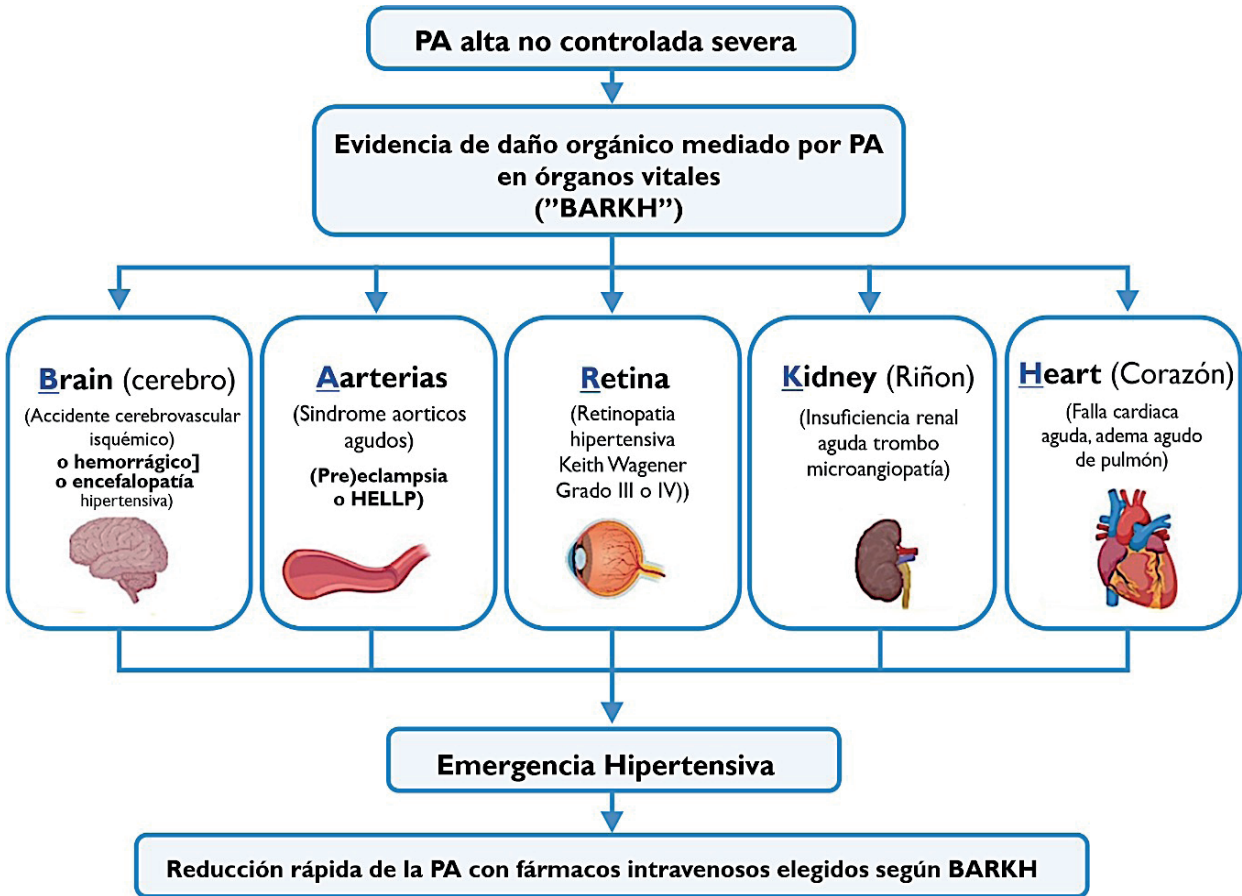 PA alta no controlada severa
Evidencia de daño orgánico mediado por PA
en órganos vitales
(”BARKH”)
Brain (cerebro)
(Accidente cerebrovascular
isquémico)
o hemorrágico]
o encefalopatía
hipertensiva)
Aarterias
(Sindrome aorticos
agudos)
(Pre)eclampsia
o HELLP)
Retina
(Retinopatia
hipertensiva
Keith Wagener
Grado III o IV))
Kidney (Riñon)
(Insuficiencia renal
aguda trombo
microangiopatía)
Heart (Corazón)
(Falla cardiaca
aguda, adema agudo
de pulmón)
Emergencia Hipertensiva
Reducción rápida de la PA con fármacos intravenosos elegidos según BARKH